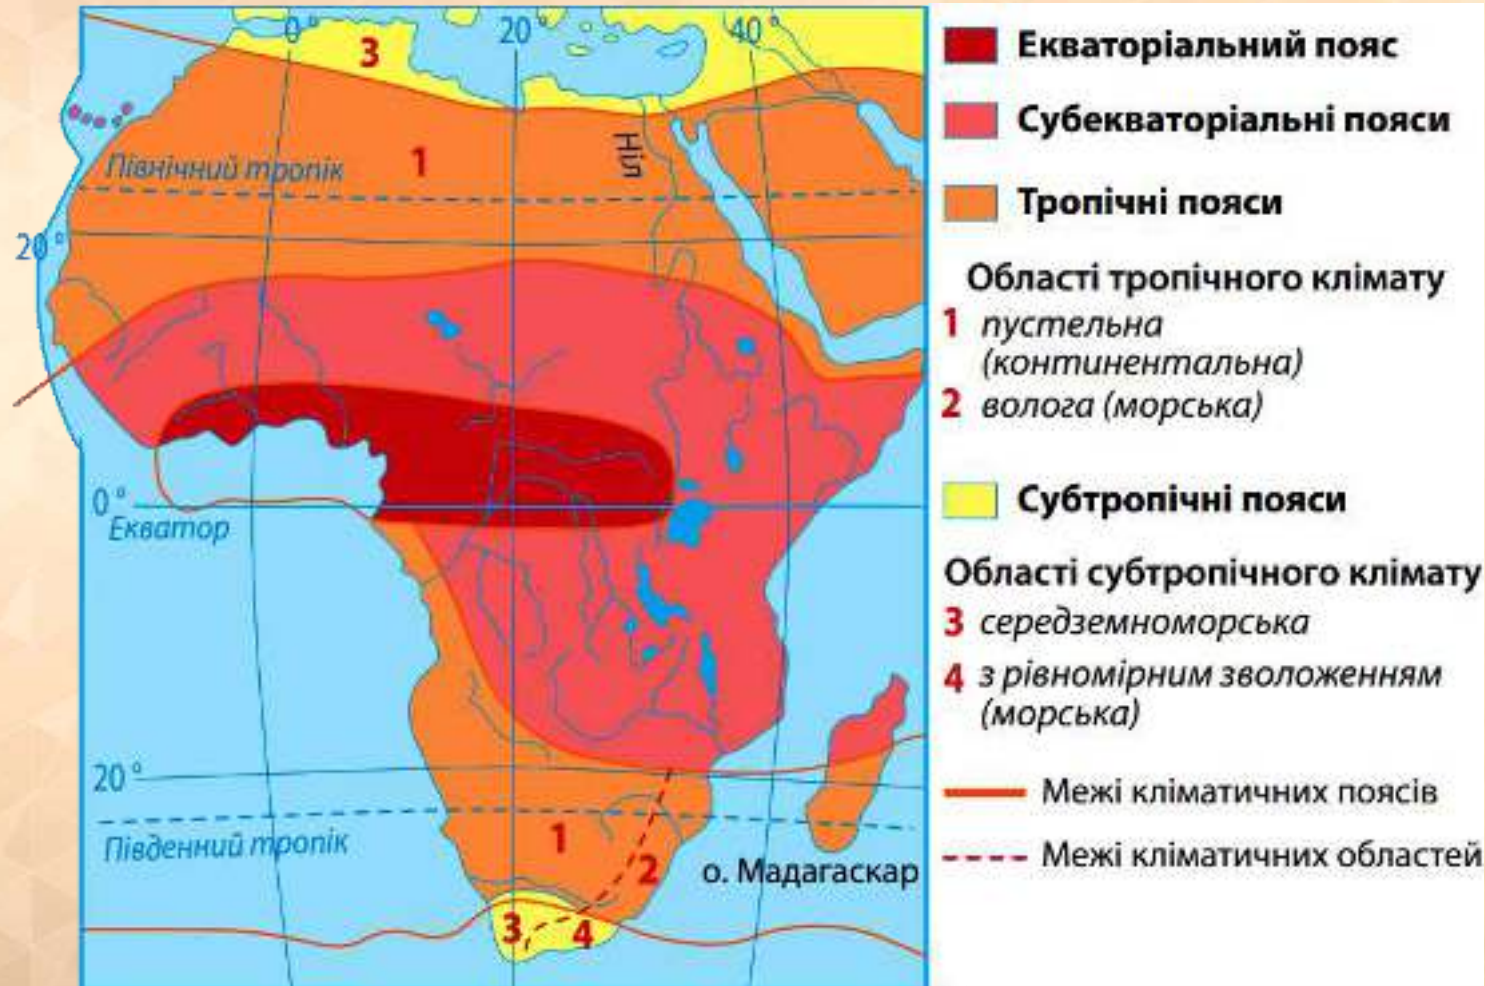 0°
20°
40°
3
1
Ніл
Північний тропік
20°
0°
Екватор
20°
Південний тропік
1
2
о. Мадагаскар
3
4
Екваторіальний пояс
Субекваторіальні пояси
Тропічні пояси
Області тропічного клімату
1 пустельна
(континентальна)
2 волога (морська)
Субтропічні пояси
Області субтропічного клімату
3 середземноморська
4 з рівномірним зволоженням
(морська)
Межі кліматичних поясів
Межі кліматичних областей